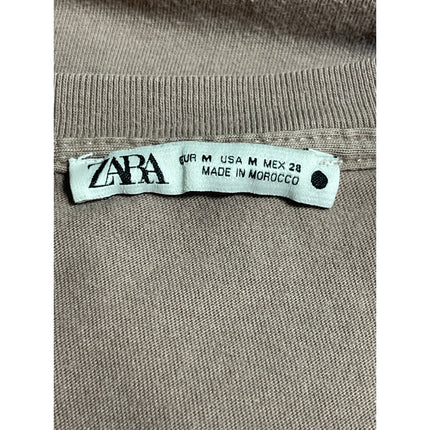 ZARA
EUR M USA M MEX 28
MADE IN MOROCCO